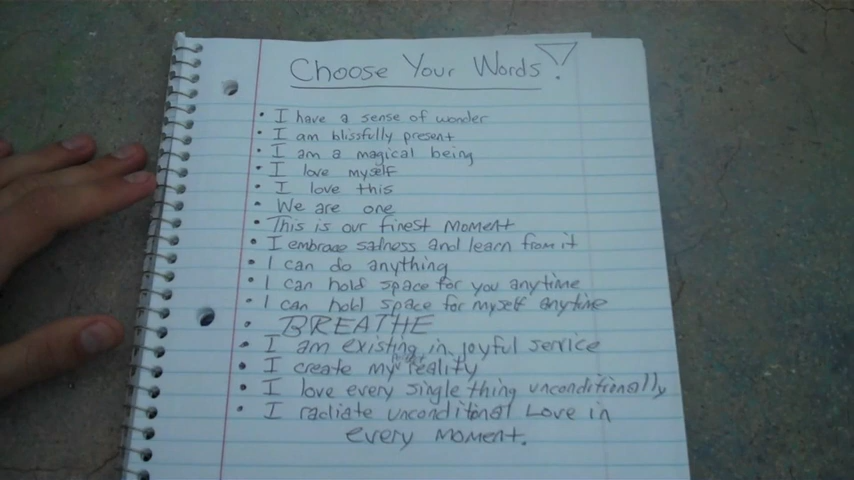 Choose Your Words!
• I have a sense of wonder
• I am blissfully present
• I am a magical being
• I love myself
• I love this
• We are one
• This is our finest moment
• I embrace sadness and learn from it
• I can do anything
• I can hold space for you anytime
• I can hold space for myself anytime
• BREATHE
• I am existing in joyful service
• I create my reality
• I love every single thing unconditionally
• I radiate unconditional Love in
every moment.